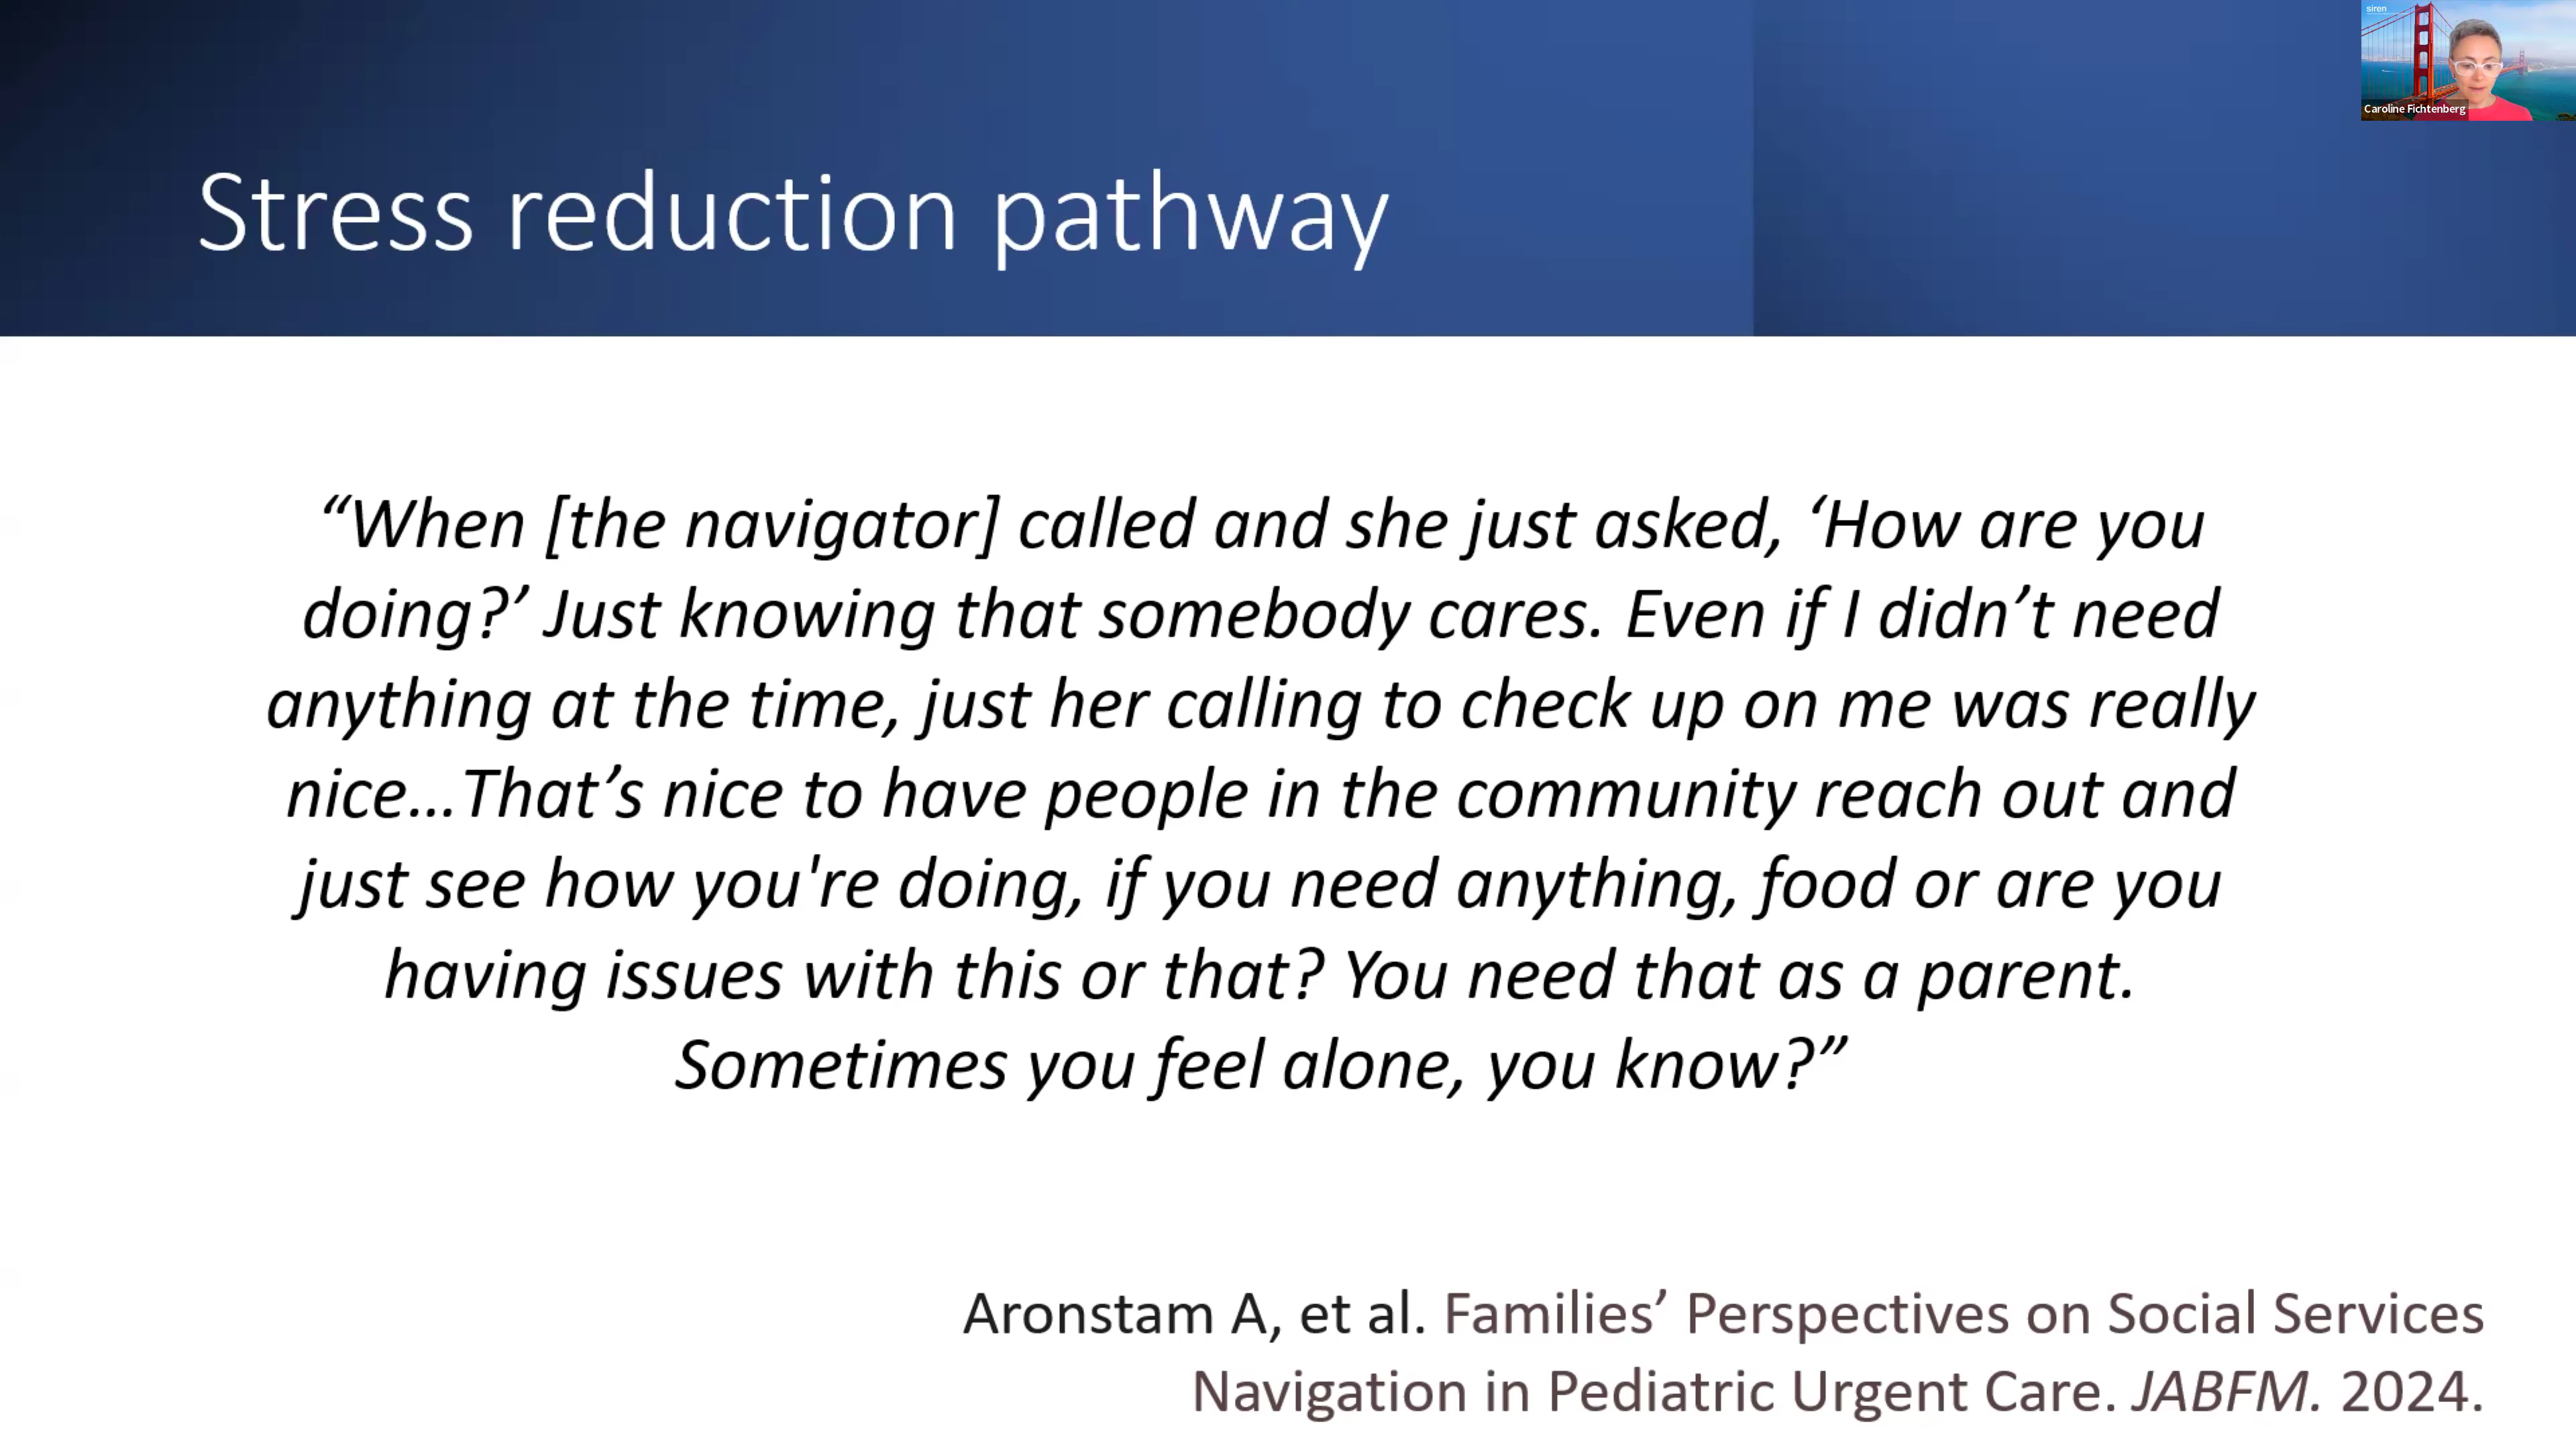 siren
Caroline Fichtenberg
Stress reduction pathway
“When [the navigator] called and she just asked, ‘How are you
doing?’ Just knowing that somebody cares. Even if I didn’t need
anything at the time, just her calling to check up on me was really
nice…That’s nice to have people in the community reach out and
just see how you're doing, if you need anything, food or are you
having issues with this or that? You need that as a parent.
Sometimes you feel alone, you know?”
Aronstam A, et al. Families’ Perspectives on Social Services
Navigation in Pediatric Urgent Care. JABFM. 2024.